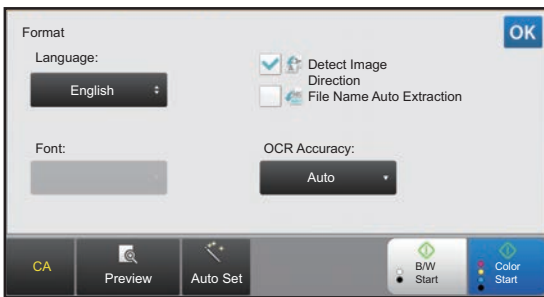 Format
OK
Language:
English
Detect Image
Direction
File Name Auto Extraction
Font:
OCR Accuracy:
Auto
CA
Preview
Auto Set
B/W
Start
Color
Start